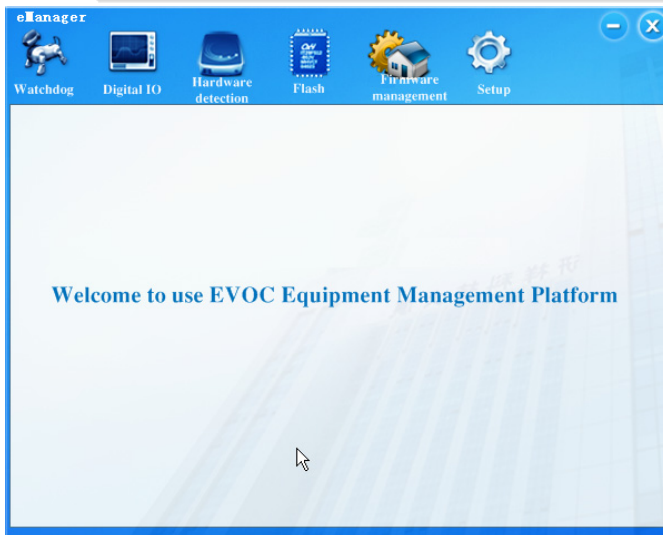 eManager
Watchdog
Digital IO
Hardware
detection
Flash
Firmware
management
Setup
Welcome to use EVOC Equipment Management Platform